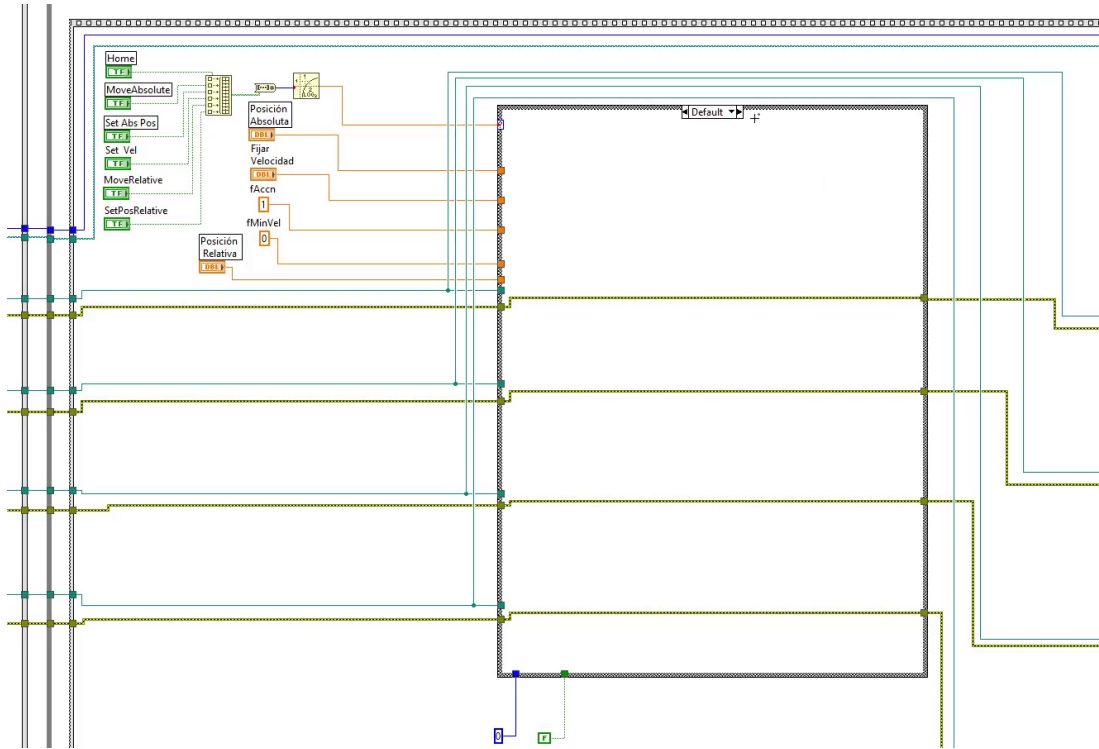 Home
TF
MoveAbsolute
TF
Set Abs Pos
TF
Set Vel
TF
MoveRelative
TF
SetPosRelative
TF
Posición
Absoluta
DBL
Fijar
Velocidad
DBL
fAccn
1
fMinVel
0
Posición
Relativa
DBL
Default
0
F